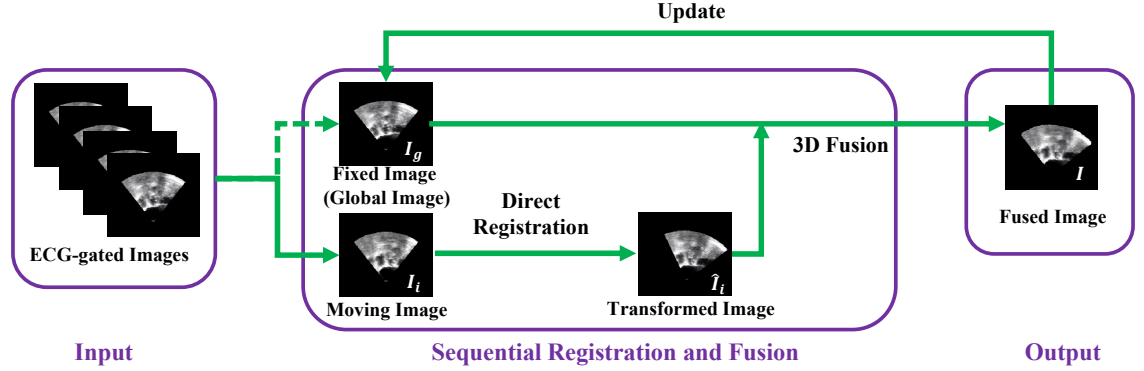 Update
I_g
Fixed Image
(Global Image)
3D Fusion
I
Fused Image
ECG-gated Images
Direct
Registration
I_i
Î_i
Moving Image
Transformed Image
Input
Sequential Registration and Fusion
Output